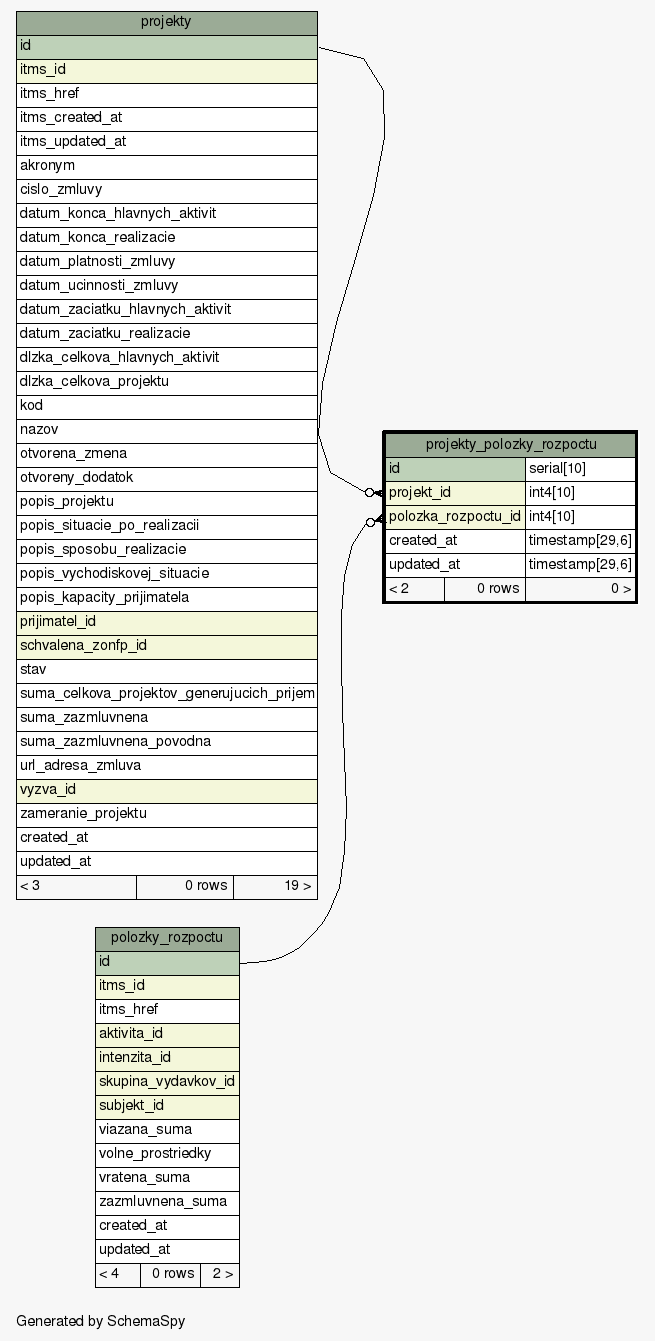 projekty
id
itms_id
itms_href
itms_created_at
itms_updated_at
akronym
cislo_zmluvy
datum_konca_hlavnych_aktivit
datum_konca_realizacie
datum_platnosti_zmluvy
datum_ucinnosti_zmluvy
datum_zaciatku_hlavnych_aktivit
datum_zaciatku_realizacie
dlzka_celkova_hlavnych_aktivit
dlzka_celkova_projektu
kod
nazov
otvorena_zmena
otvoreny_dodatok
popis_projektu
popis_situacie_po_realizacii
popis_sposobu_realizacie
popis_vychodiskovej_situacie
popis_kapacity_prijimatela
prijimatel_id
schvalena_zonfp_id
stav
suma_celkova_projektov_generujucich_prijem
suma_zazmluvnena
suma_zazmluvnena_povodna
url_adresa_zmluva
vyzva_id
zameranie_projektu
created_at
updated_at
< 3 0 rows 19 >
projekty_polozky_rozpoctu
id serial[10]
projekt_id int4[10]
polozka_rozpoctu_id int4[10]
created_at timestamp[29,6]
updated_at timestamp[29,6]
< 2 0 rows 0 >
polozky_rozpoctu
id
itms_id
itms_href
aktivita_id
intenzita_id
skupina_vydavkov_id
subjekt_id
viazana_suma
volne_prostriedky
vratena_suma
zazmluvnena_suma
created_at
updated_at
< 4 0 rows 2 >
Generated by SchemaSpy